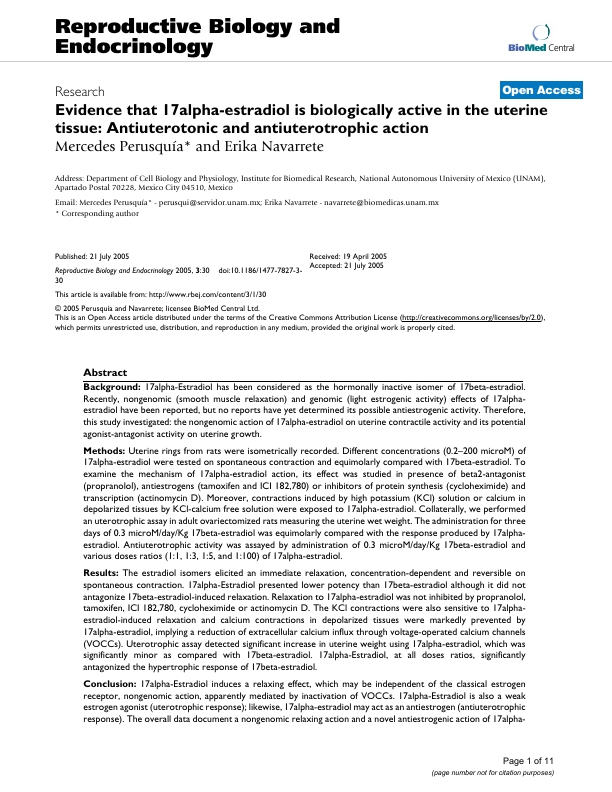 Reproductive Biology and
Endocrinology
BioMed Central
Research
Open Access
Evidence that 17alpha-estradiol is biologically active in the uterine
tissue: Antiuterotonic and antiuterotrophic action
Mercedes Perusquía* and Erika Navarrete
Address: Department of Cell Biology and Physiology, Institute for Biomedical Research, National Autonomous University of Mexico (UNAM),
Apartado Postal 70228, Mexico City 04510, Mexico
Email: Mercedes Perusquía* - perusqui@servidor.unam.mx; Erika Navarrete - navarrete@biomedicas.unam.mx
* Corresponding author
Published: 21 July 2005
Reproductive Biology and Endocrinology 2005, 3:30 doi:10.1186/1477-7827-3-
30
Received: 19 April 2005
Accepted: 21 July 2005
This article is available from: http://www.rbej.com/content/3/1/30
© 2005 Perusquía and Navarrete; licensee BioMed Central Ltd.
This is an Open Access article distributed under the terms of the Creative Commons Attribution License (http://creativecommons.org/licenses/by/2.0),
which permits unrestricted use, distribution, and reproduction in any medium, provided the original work is properly cited.
Abstract
Background: 17alpha-Estradiol has been considered as the hormonally inactive isomer of 17beta-estradiol.
Recently, nongenomic (smooth muscle relaxation) and genomic (light estrogenic activity) effects of 17alpha-
estradiol have been reported, but no reports have yet determined its possible antiestrogenic activity. Therefore,
this study investigated: the nongenomic action of 17alpha-estradiol on uterine contractile activity and its potential
agonist-antagonist activity on uterine growth.
Methods: Uterine rings from rats were isometrically recorded. Different concentrations (0.2–200 microM) of
17alpha-estradiol were tested on spontaneous contraction and equimolarly compared with 17beta-estradiol. To
examine the mechanism of 17alpha-estradiol action, its effect was studied in presence of beta2-antagonist
(propranolol), antiestrogens (tamoxifen and ICI 182,780) or inhibitors of protein synthesis (cycloheximide) and
transcription (actinomycin D). Moreover, contractions induced by high potassium (KCl) solution or calcium in
depolarized tissues by KCl-calcium free solution were exposed to 17alpha-estradiol. Collaterally, we performed
an uterotrophic assay in adult ovariectomized rats measuring the uterine wet weight. The administration for three
days of 0.3 microM/day/Kg 17beta-estradiol was equimolarly compared with the response produced by 17alpha-
estradiol. Antiuterotrophic activity was assayed by administration of 0.3 microM/day/Kg 17beta-estradiol and
various doses ratios (1:1, 1:3, 1:5, and 1:100) of 17alpha-estradiol.
Results: The estradiol isomers elicited an immediate relaxation, concentration-dependent and reversible on
spontaneous contraction. 17alpha-Estradiol presented lower potency than 17beta-estradiol although it did not
antagonize 17beta-estradiol-induced relaxation. Relaxation to 17alpha-estradiol was not inhibited by propranolol,
tamoxifen, ICI 182,780, cycloheximide or actinomycin D. The KCl contractions were also sensitive to 17alpha-
estradiol-induced relaxation and calcium contractions in depolarized tissues were markedly prevented by
17alpha-estradiol, implying a reduction of extracellular calcium influx through voltage-operated calcium channels
(VOCCs). Uterotrophic assay detected significant increase in uterine weight using 17alpha-estradiol, which was
significantly minor as compared with 17beta-estradiol. 17alpha-Estradiol, at all doses ratios, significantly
antagonized the hypertrophic response of 17beta-estradiol.
Conclusion: 17alpha-Estradiol induces a relaxing effect, which may be independent of the classical estrogen
receptor, nongenomic action, apparently mediated by inactivation of VOCCs. 17alpha-Estradiol is also a weak
estrogen agonist (uterotrophic response); likewise, 17alpha-estradiol may act as an antiestrogen (antiuterotrophic
response). The overall data document a nongenomic relaxing action and a novel antiestrogenic action of 17alpha-
Page 1 of 11
(page number not for citation purposes)